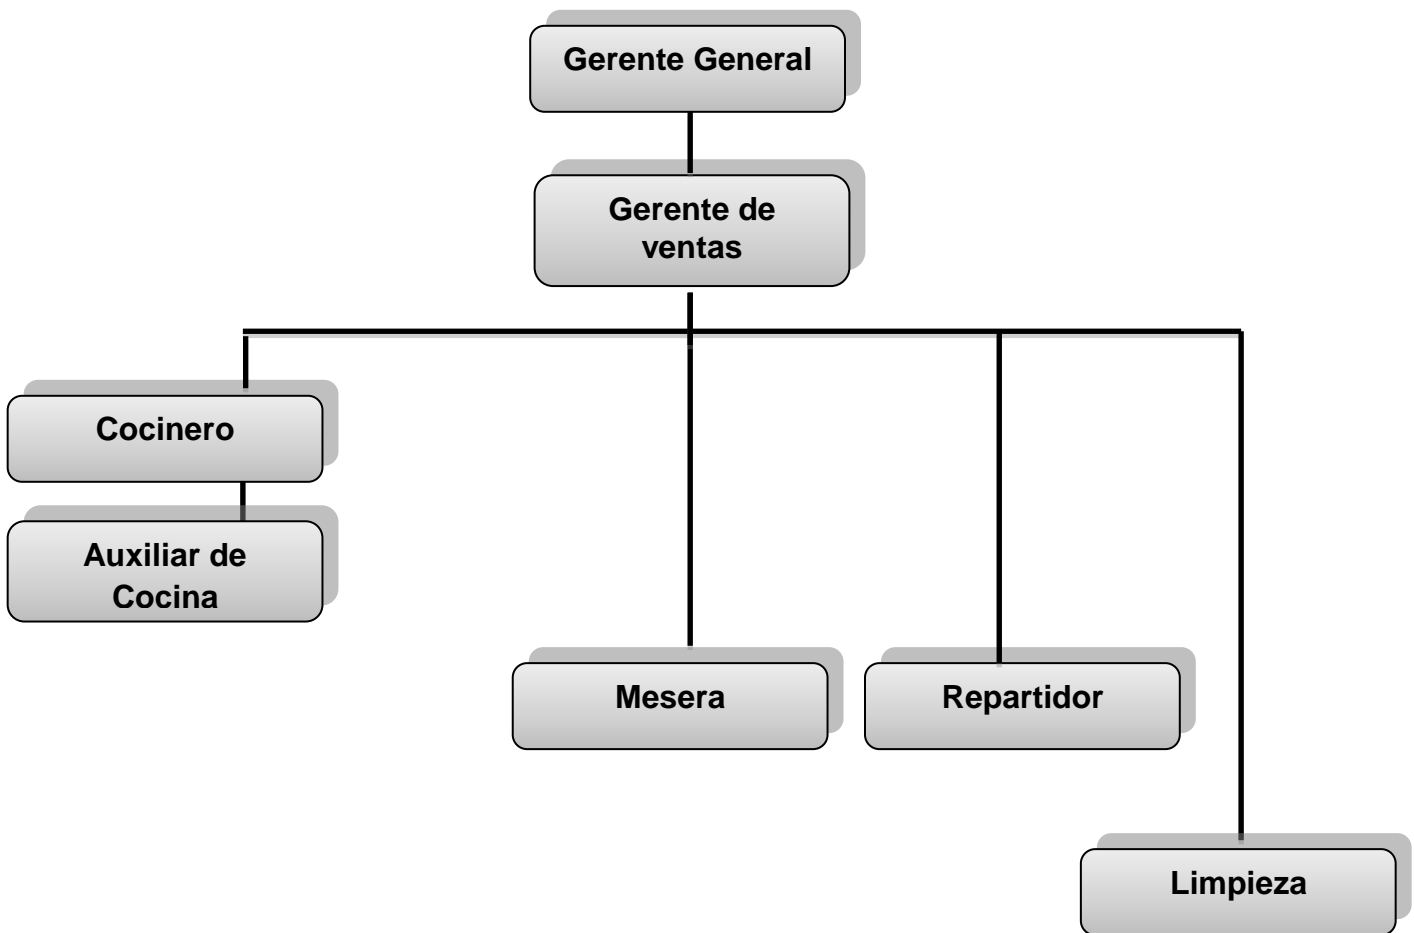 Gerente General
Gerente de
ventas
Cocinero
Auxiliar de
Cocina
Mesera
Repartidor
Limpieza